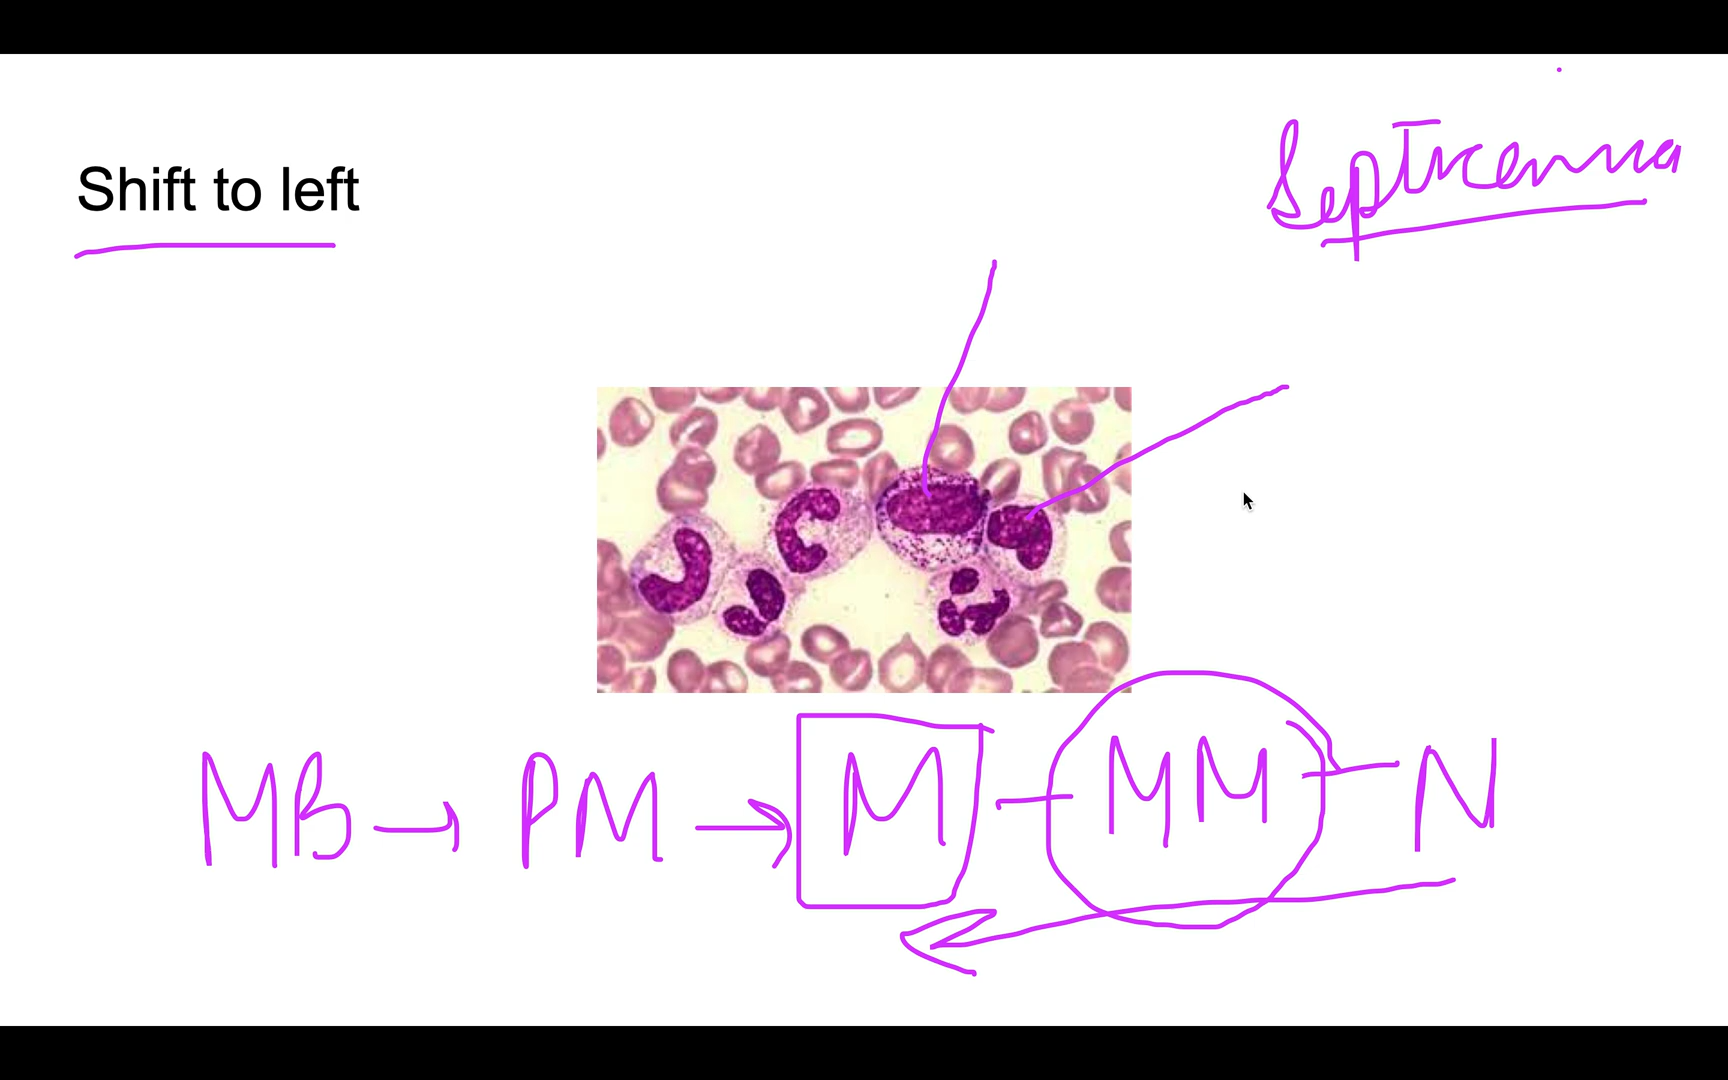 Septicemia
Shift to left
MB → PM → M - MM - N